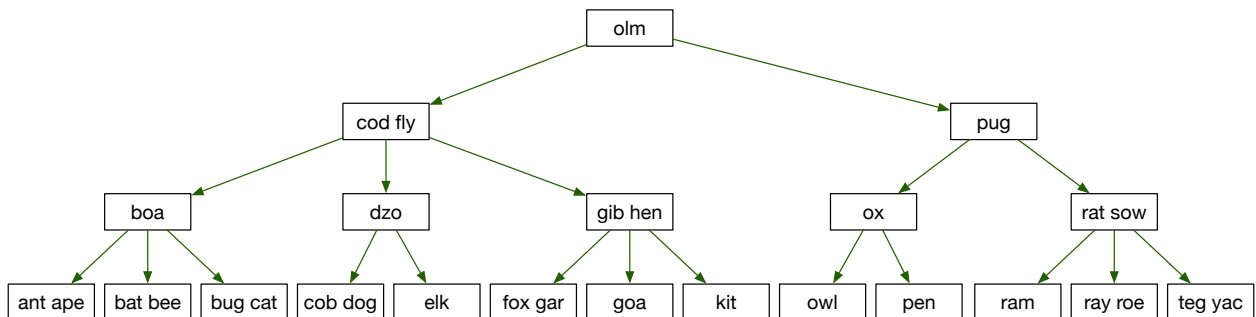 olm
cod fly
pug
boa
dzo
gib hen
ox
rat sow
ant ape
bat bee
bug cat
cob dog
elk
fox gar
goa
kit
owl
pen
ram
ray roe
teg yac